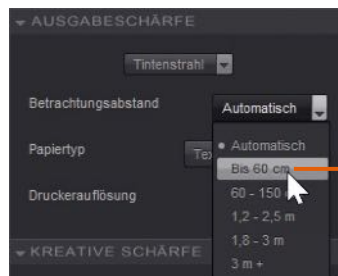 AUSGABESCHÄRFE
Tintenstrahl
Betrachtungsabstand Automatisch
Automatisch
Papiertyp
Bis 60 cm
Druckerauflösung 60 - 150
1,2 - 2,5 m
1,8 - 3 m
KREATIVE SCHÄRFE
3 m +